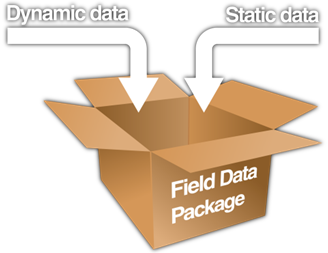 Dynamic data
Static data
Field Data
Package